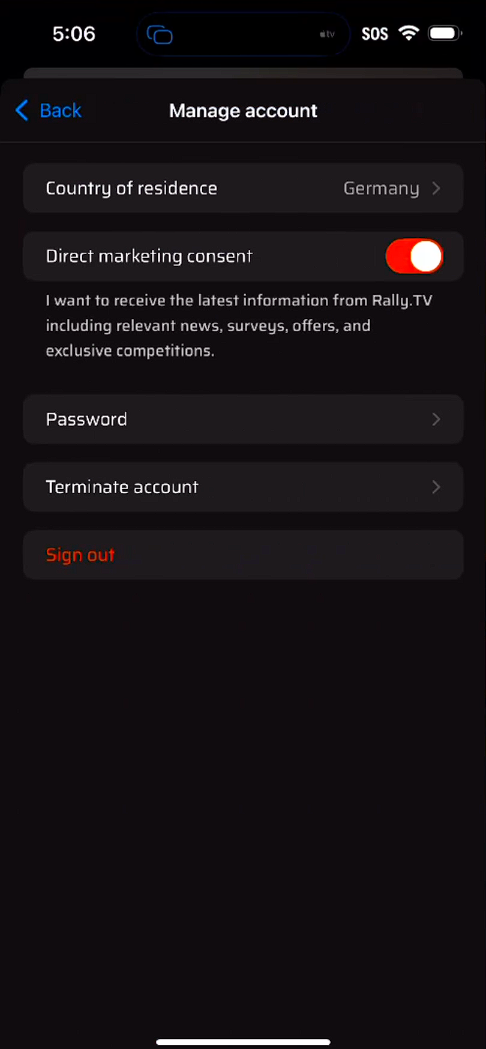 5:06
tv
SOS
Back
Manage account
Country of residence
Germany
Direct marketing consent
I want to receive the latest information from Rally.TV
including relevant news, surveys, offers, and
exclusive competitions.
Password
Terminate account
Sign out